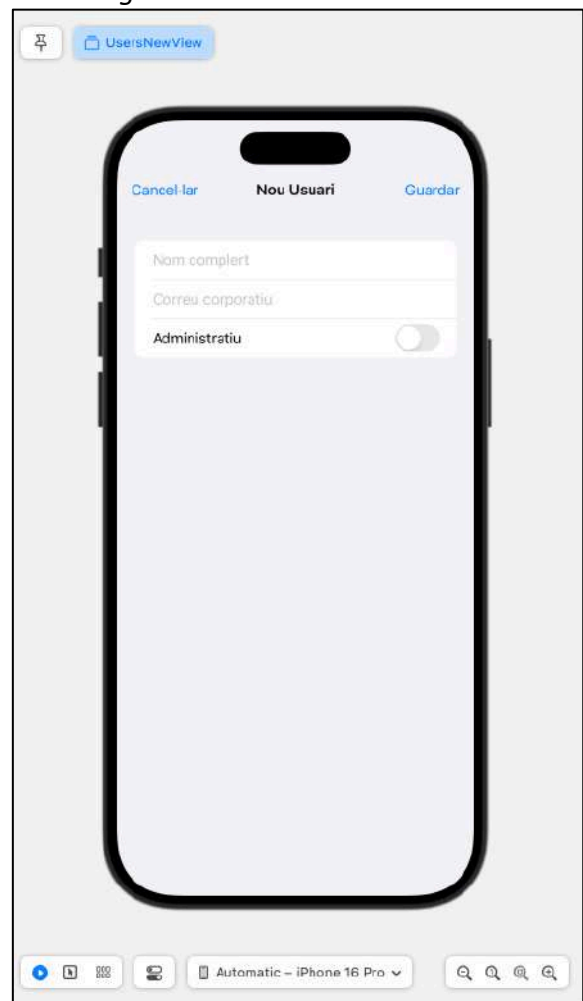 UsersNewView
Cancel·lar Nou Usuari Guardar
Nom complert
Correu corporatiu
Administratiu
Automatic – iPhone 16 Pro